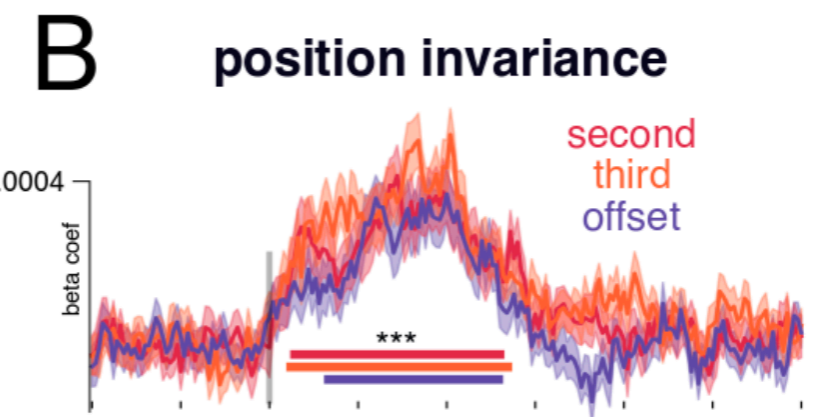 B
position invariance
second
third
offset
.0004
beta coef
***